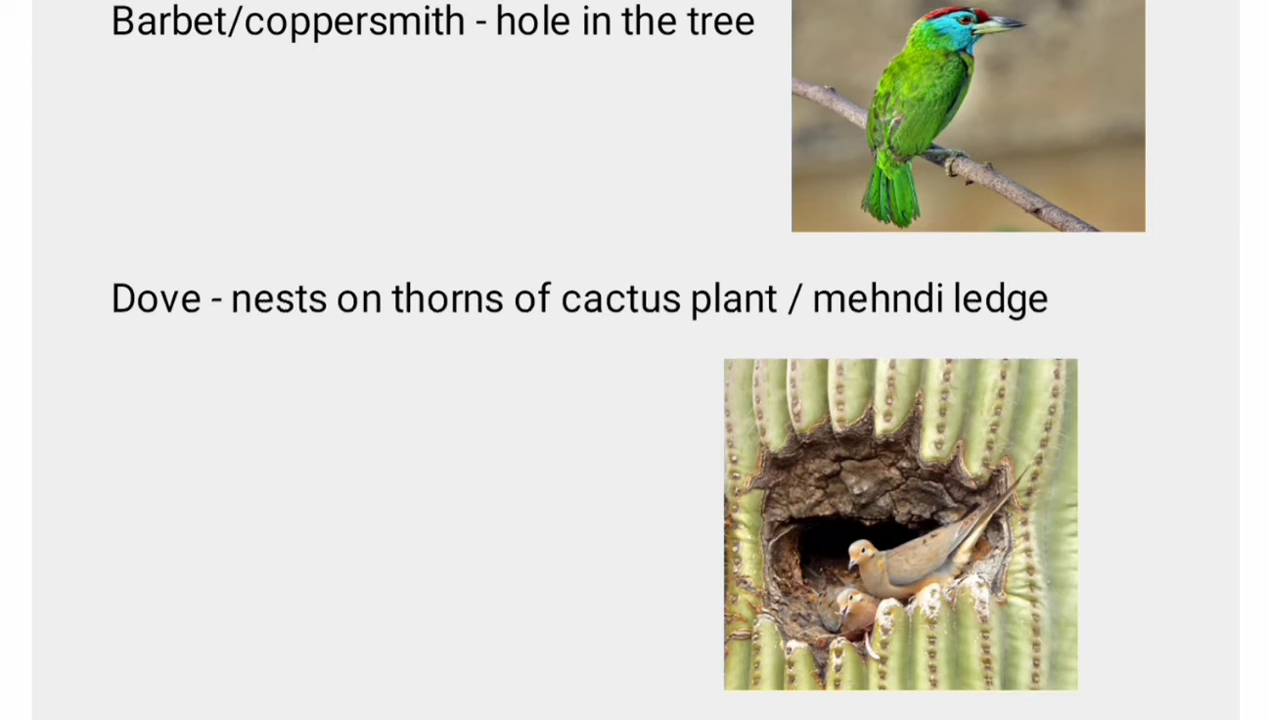 Barbet/coppersmith - hole in the tree
Dove - nests on thorns of cactus plant / mehndi ledge